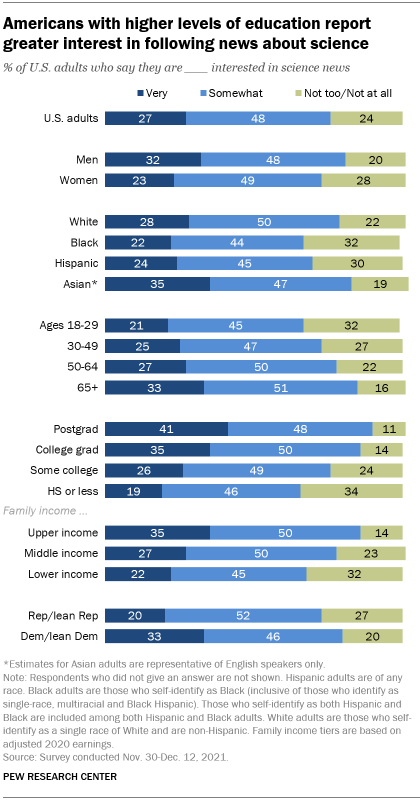 Americans with higher levels of education report
greater interest in following news about science
% of U.S. adults who say they are ____ interested in science news
Very Somewhat Not too/Not at all
U.S. adults 27 48 24
Men 32 48 20
Women 23 49 28
White 28 50 22
Black 22 44 32
Hispanic 24 45 30
Asian* 35 47 19
Ages 18-29 21 45 32
30-49 25 47 27
50-64 27 50 22
65+ 33 51 16
Postgrad 41 48 11
College grad 35 50 14
Some college 26 49 24
HS or less 19 46 34
Family income ...
Upper income 35 50 14
Middle income 27 50 23
Lower income 22 45 32
Rep/lean Rep 20 52 27
Dem/lean Dem 33 46 20
*Estimates for Asian adults are representative of English speakers only.
Note: Respondents who did not give an answer are not shown. Hispanic adults are of any
race. Black adults are those who self-identify as Black (inclusive of those who identify as
single-race, multiracial and Black Hispanic). Those who self-identify as both Hispanic and
Black are included among both Hispanic and Black adults. White adults are those who self-
identify as a single race of White and are non-Hispanic. Family income tiers are based on
adjusted 2020 earnings.
Source: Survey conducted Nov. 30-Dec. 12, 2021.
PEW RESEARCH CENTER